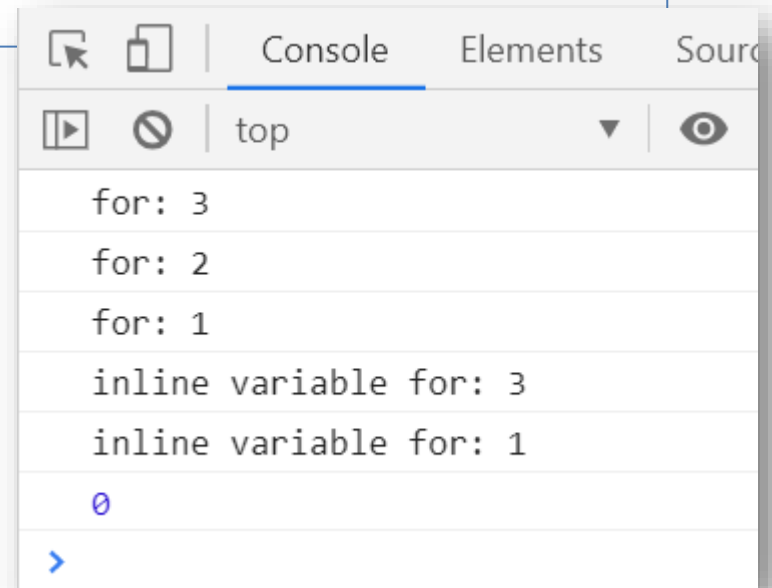 Console Elements Sourc
top
for: 3
for: 2
for: 1
inline variable for: 3
inline variable for: 1
0